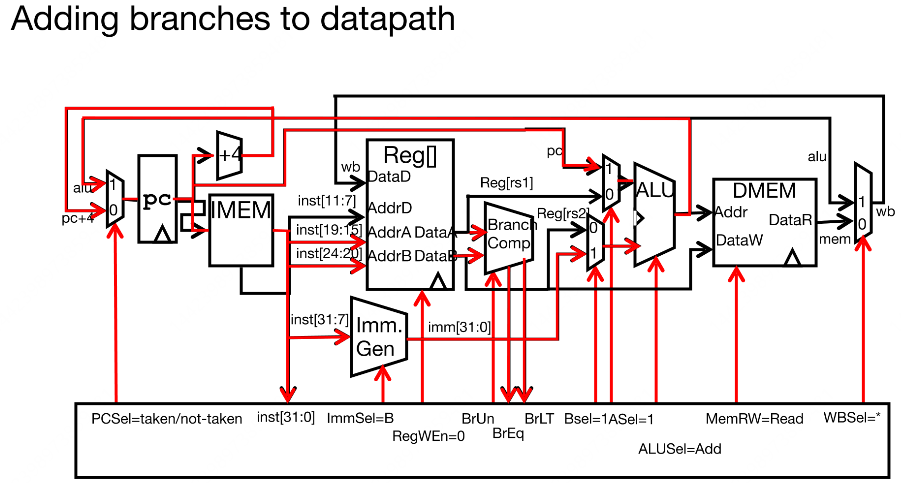 Adding branches to datapath
+4
Reg[]
pc
alu
wb
DataD
alu
1
pc
Reg[rs1]
1
0
ALU
DMEM
inst[11:7]
AddrD
IMEM
pc+4
0
Reg[rs2]
0
1
Addr
DataR
1
0
wb
inst[19:15]
AddrA
DataA
Branch
Comp
mem
DataW
inst[24:20]
AddrB
DataB
inst[31:7]
Imm.
Gen
imm[31:0]
PCSel=taken/not-taken
inst[31:0]
ImmSel=B
BrUn
BrLT
Bsel=1
ASel=1
MemRW=Read
WBSel=*
RegWEn=0
BrEq
ALUSel=Add